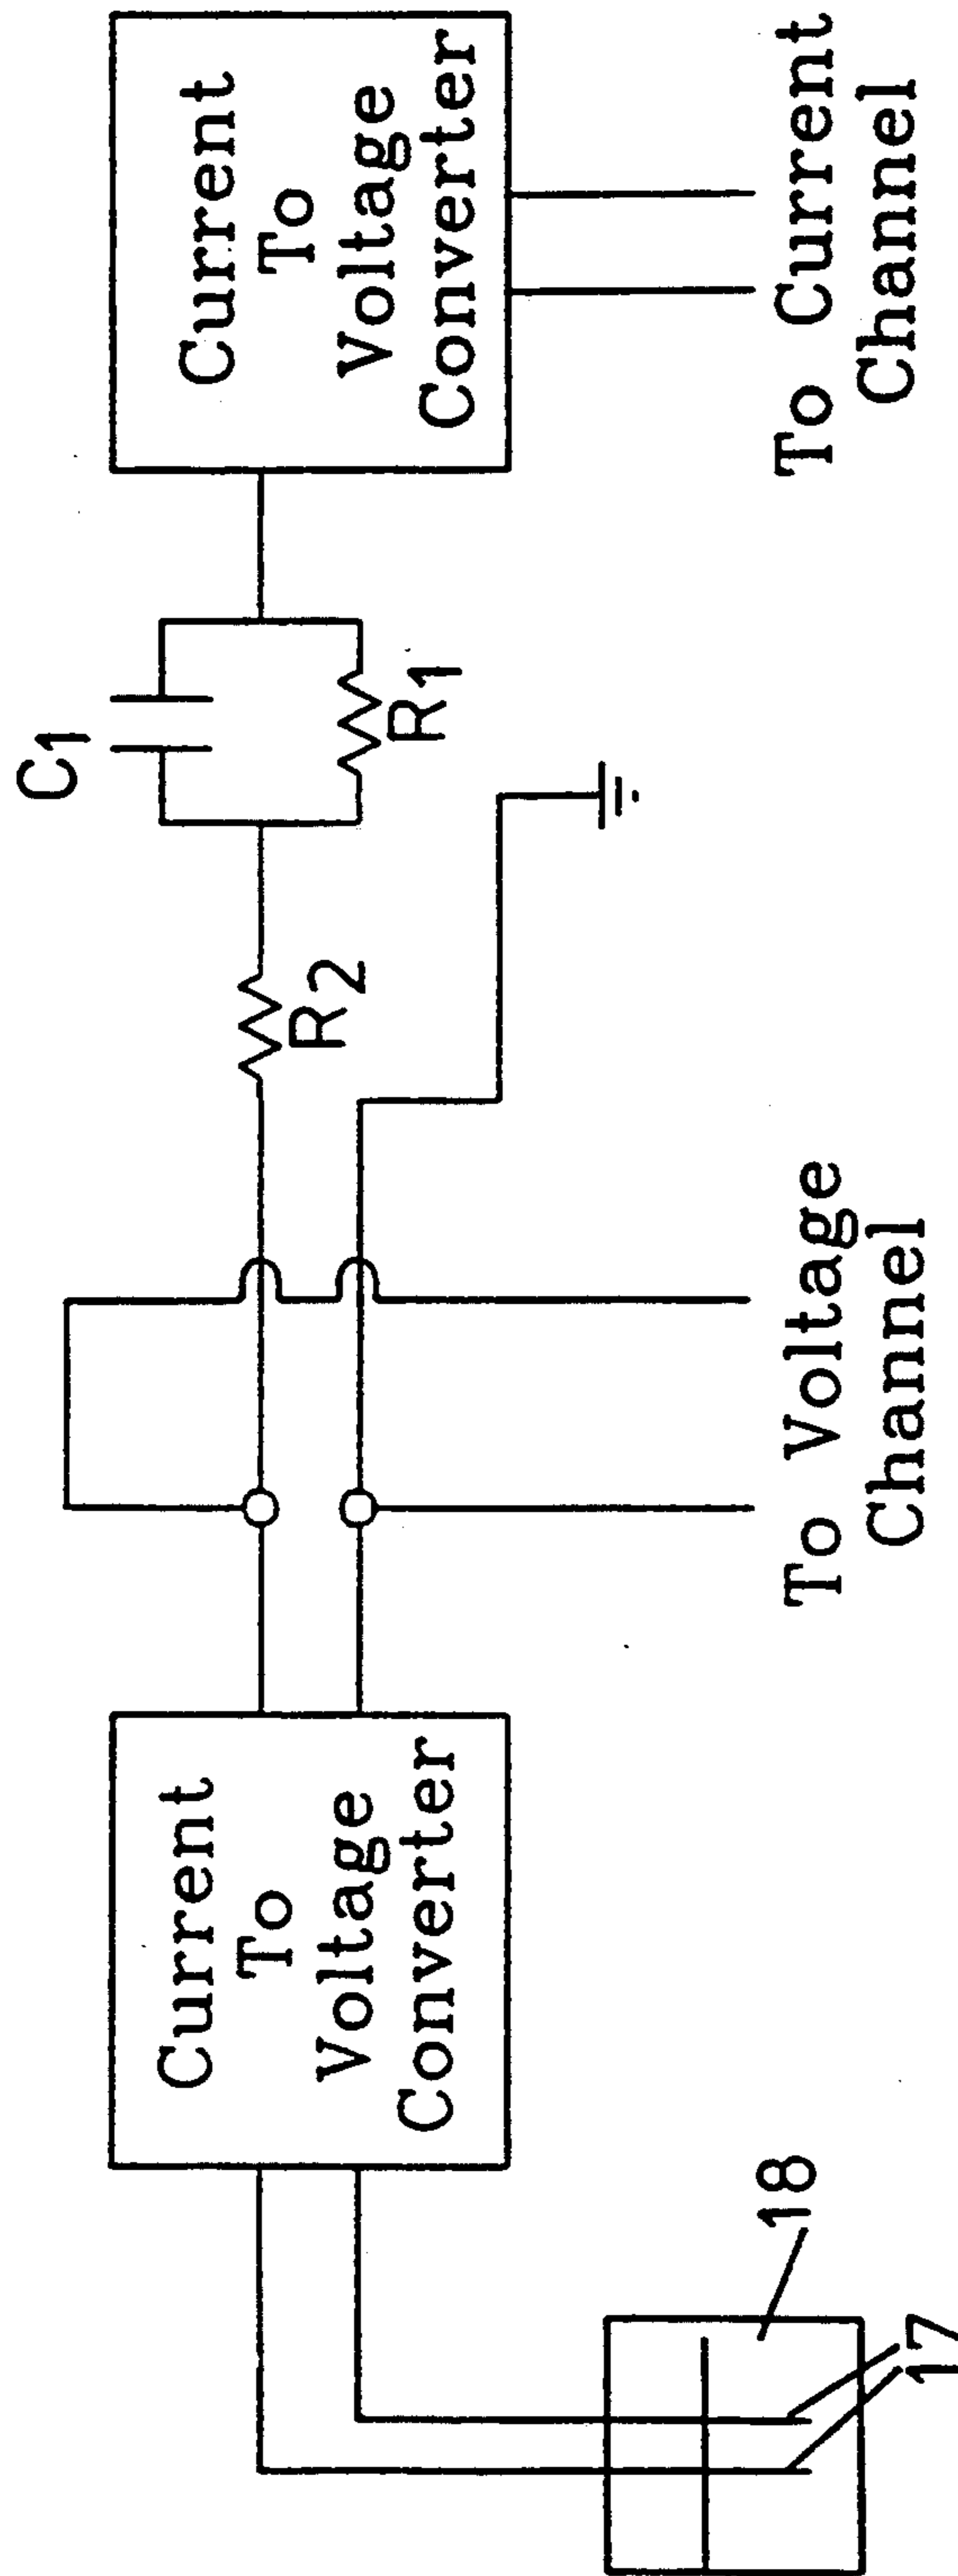 Current
To
Voltage
Converter
Current
To
Voltage
Converter
C1
R1
R2
To Voltage
Channel
To Current
Channel
18
17